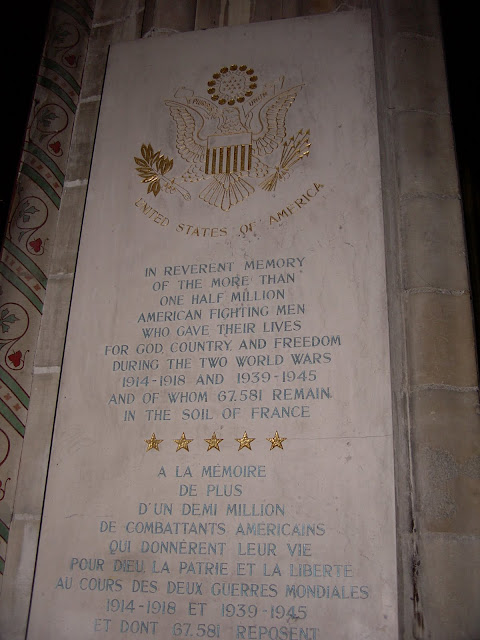 UNITED STATES OF AMERICA
IN REVERENT MEMORY
OF THE MORE THAN
ONE HALF MILLION
AMERICAN FIGHTING MEN
WHO GAVE THEIR LIVES
FOR GOD, COUNTRY, AND FREEDOM
DURING THE TWO WORLD WARS
1914-1918 AND 1939-1945
AND OF WHOM 67.581 REMAIN
IN THE SOIL OF FRANCE
A LA MÉMOIRE
DE PLUS
D'UN DEMI MILLION
DE COMBATTANTS AMERICAINS
QUI DONNÈRENT LEUR VIE
POUR DIEU, LA PATRIE ET LA LIBERTE
AU COURS DES DEUX GUERRES MONDIALES
1914-1918 ET 1939-1945
ET DONT 67.581 REPOSENT